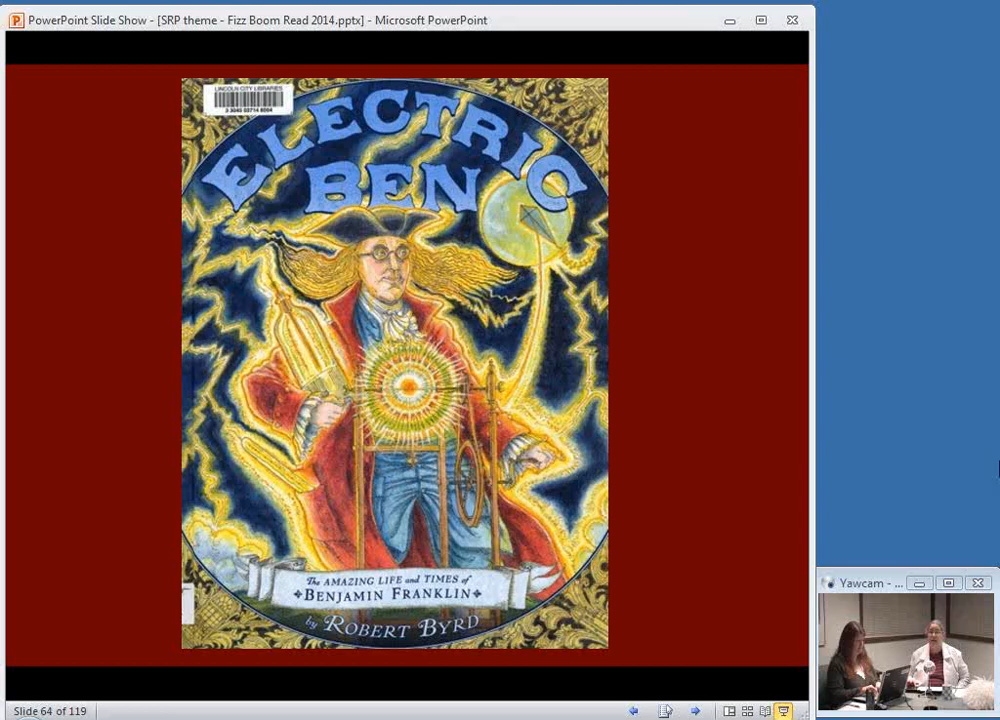 PowerPoint Slide Show - [SRP theme - Fizz Boom Read 2014.pptx] - Microsoft PowerPoint
LINCOLN CITY LIBRARIES
ELECTRIC
BEN
The AMAZING LIFE and TIMES of
BENJAMIN FRANKLIN
by ROBERT BYRD
Yawcam - ...
Slide 64 of 119